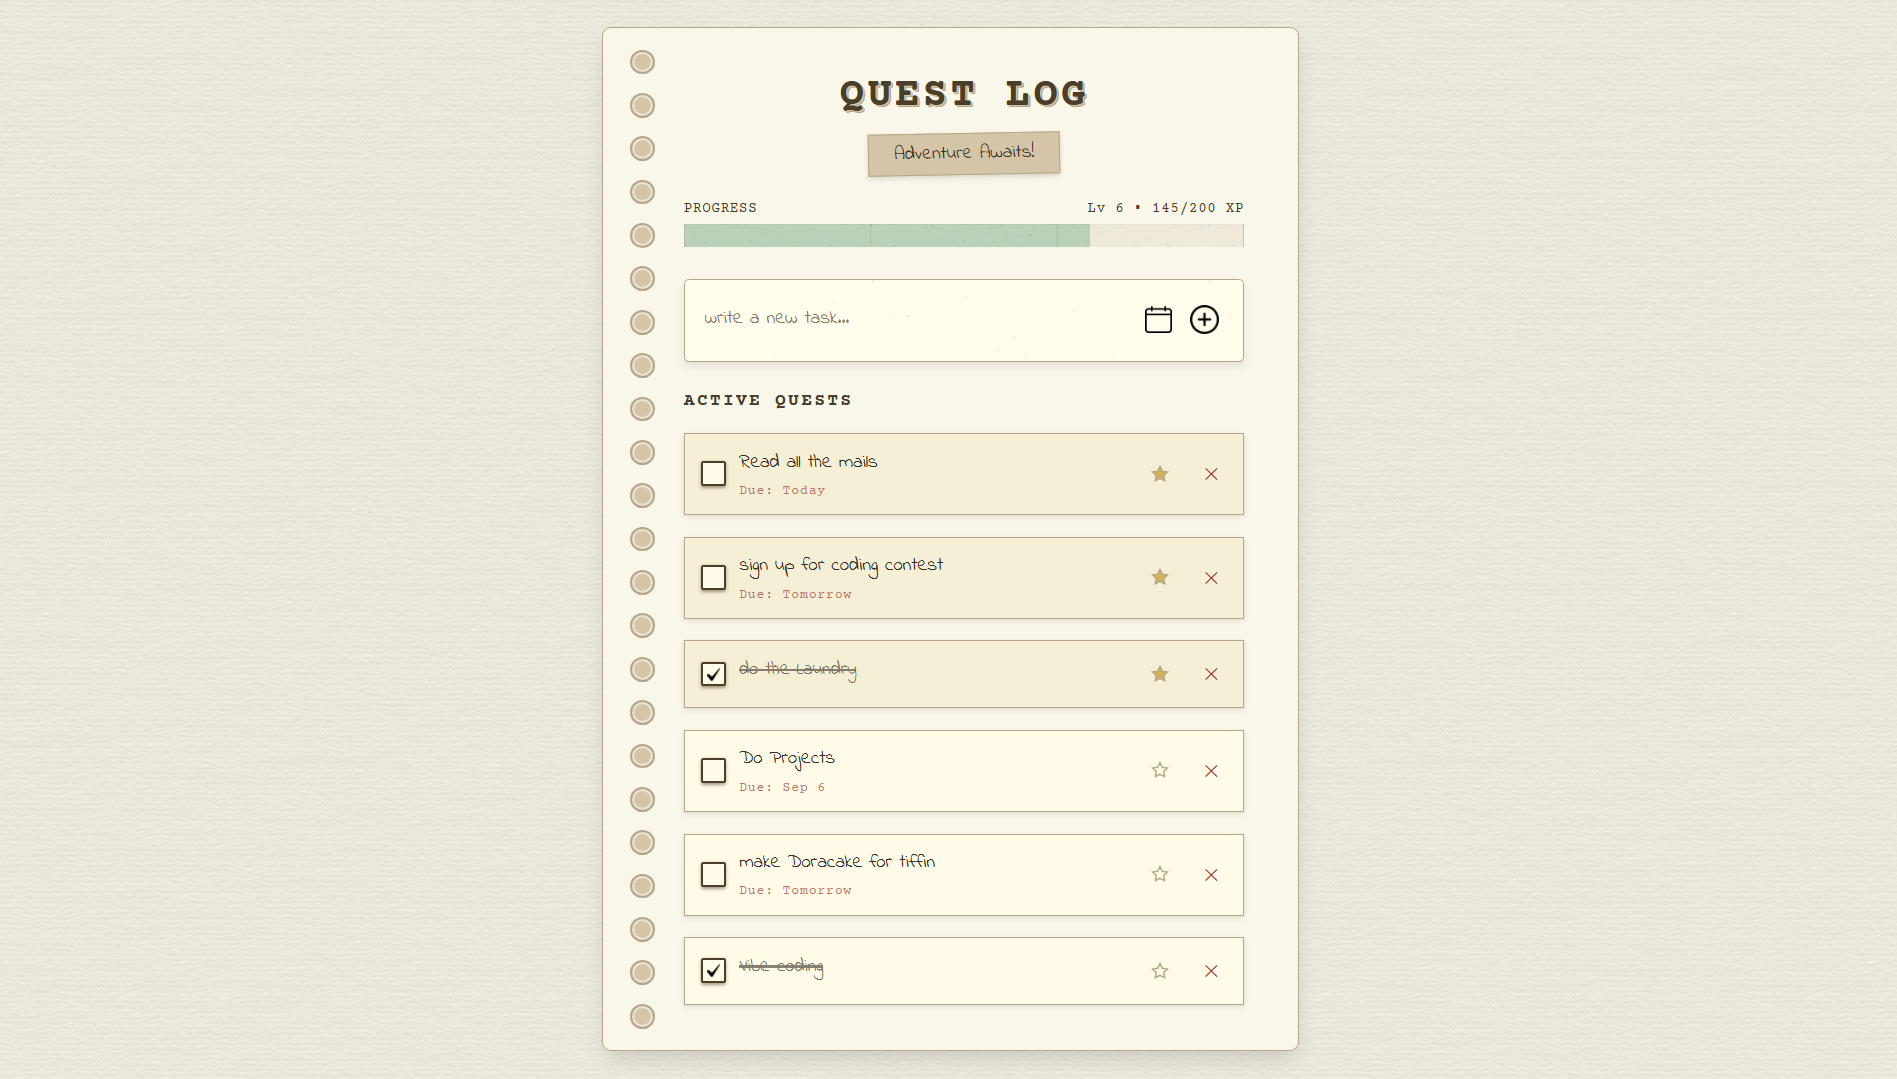 QUEST LOG
Adventure Awaits!
PROGRESS
Lv 6 • 145/200 XP
write a new task...
ACTIVE QUESTS
Read all the mails
Due: Today
sign up for coding contest
Due: Tomorrow
do the Laundry
Do Projects
Due: Sep 6
make Doracake for tiffin
Due: Tomorrow
Vibe coding